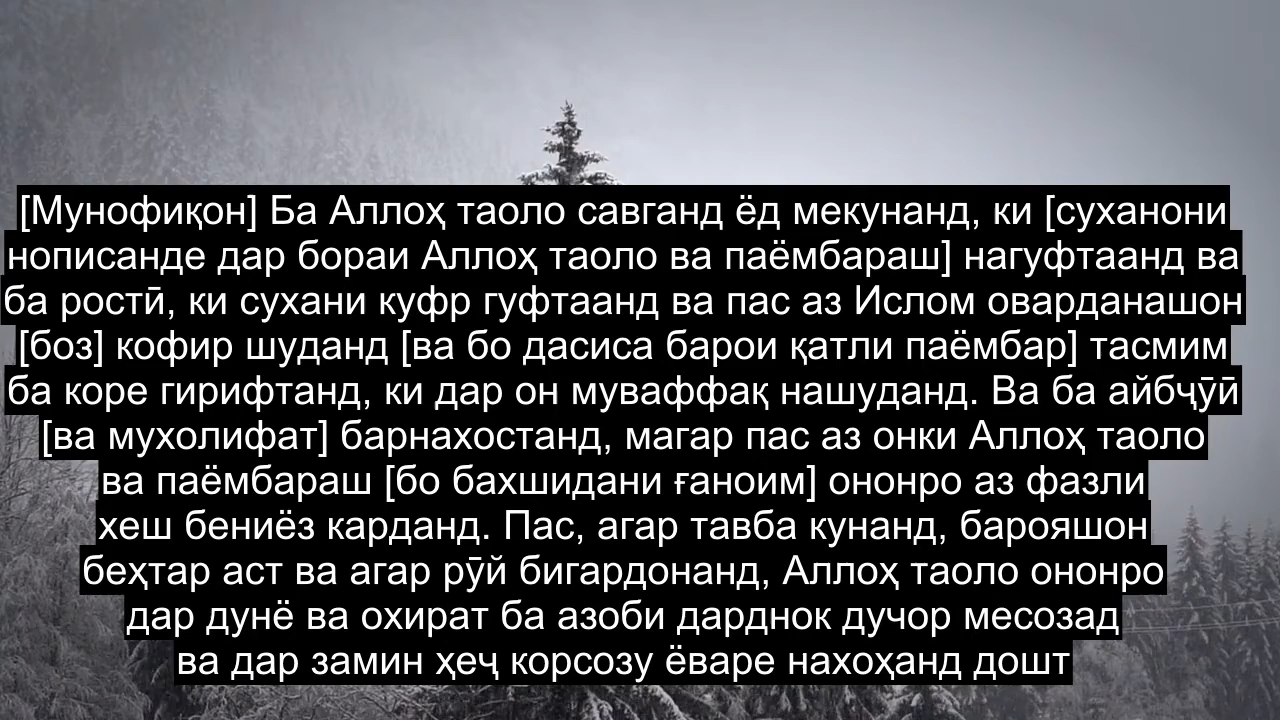 [Мунофиқон] Ба Аллоҳ таоло савганд ёд мекунанд, ки [суханони
нописанде дар бораи Аллоҳ таоло ва паёмбараш] нагуфтаанд ва
ба ростӣ, ки сухани куфр гуфтаанд ва пас аз Ислом оварданашон
[боз] кофир шуданд [ва бо дасиса барои қатли паёмбар] тасмим
ба коре гирифтанд, ки дар он муваффақ нашуданд. Ва ба айбҷӯӣ
[ва мухолифат] барнахостанд, магар пас аз онки Аллоҳ таоло
ва паёмбараш [бо бахшидани ғаноим] ононро аз фазли
хеш бениёз карданд. Пас, агар тавба кунанд, барояшон
беҳтар аст ва агар рӯй бигардонанд, Аллоҳ таоло ононро
дар дунё ва охират ба азоби дарднок дучор месозад
ва дар замин ҳеҷ корсозу ёваре нахоҳанд дошт